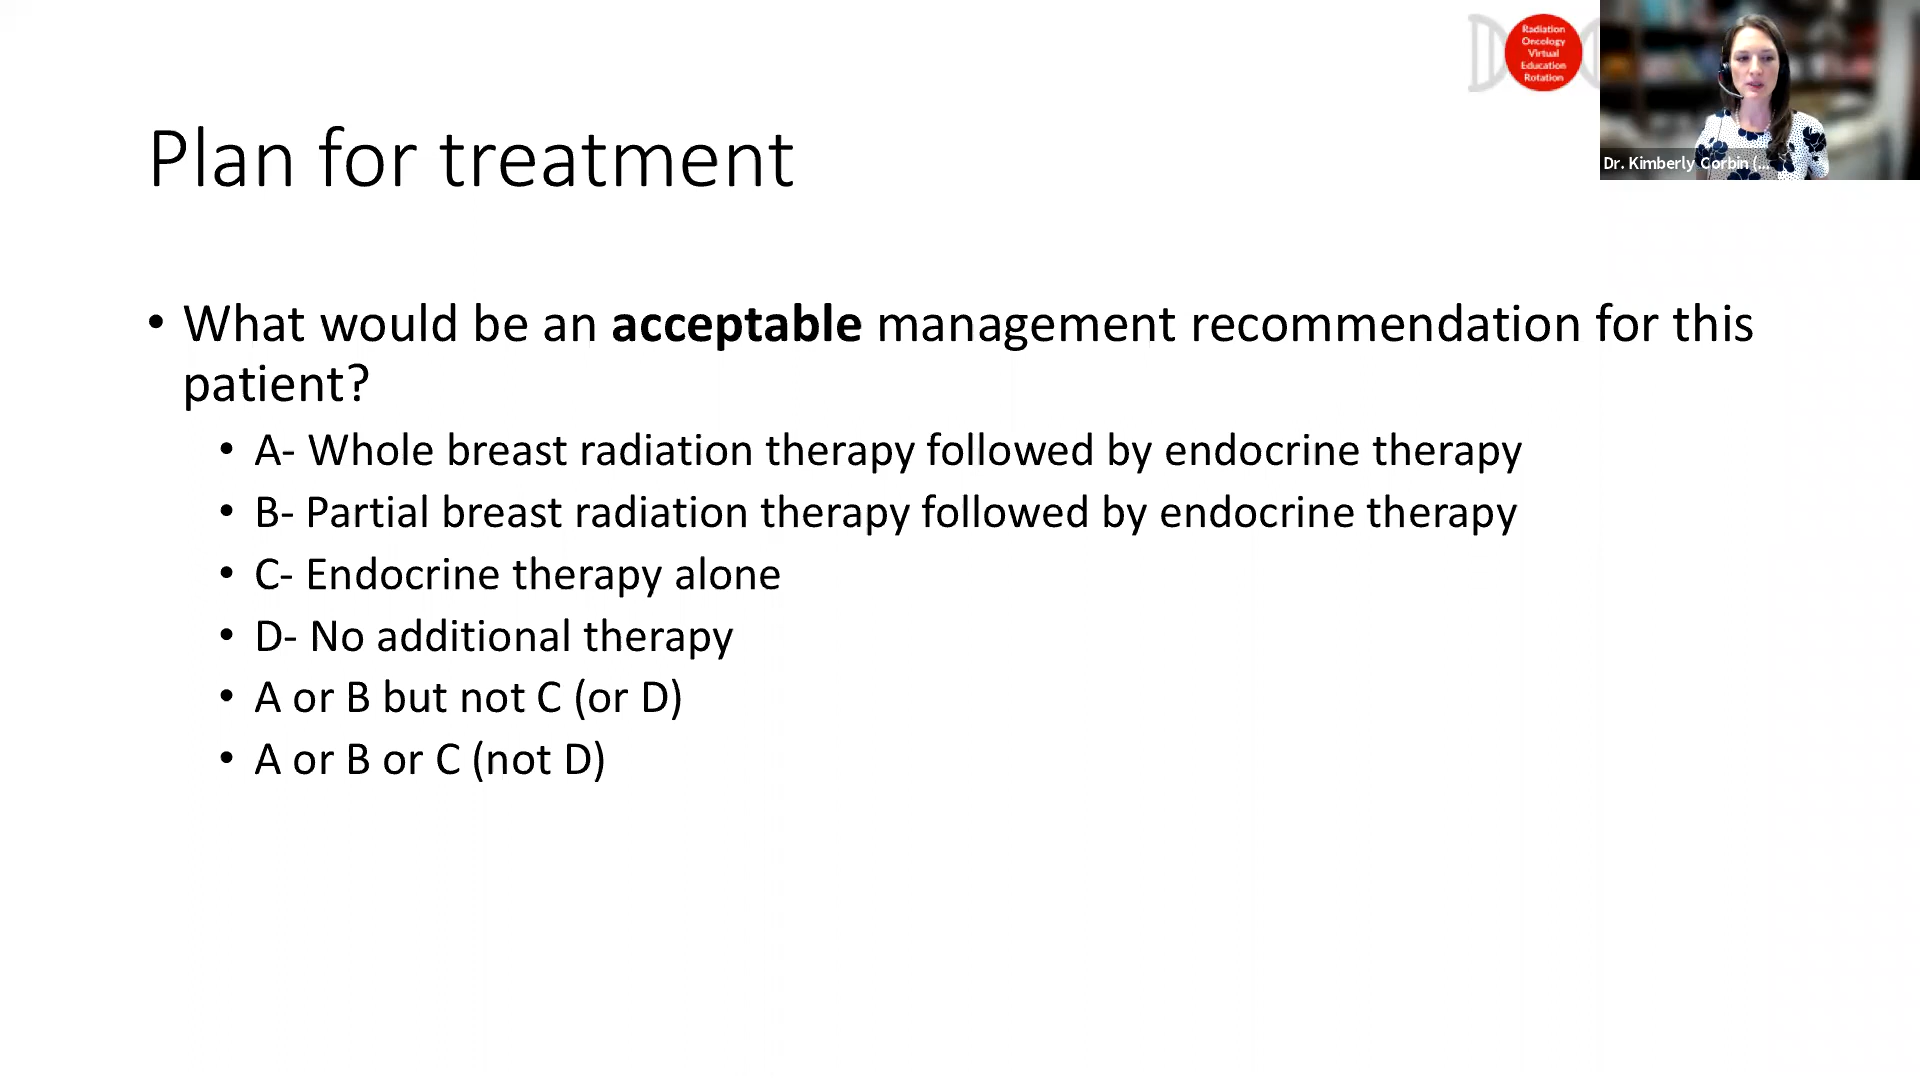 Radiation
Oncology
Virtual
Education
Rotation
Dr. Kimberly Corbin (...
Plan for treatment
• What would be an acceptable management recommendation for this
patient?
• A- Whole breast radiation therapy followed by endocrine therapy
• B- Partial breast radiation therapy followed by endocrine therapy
• C- Endocrine therapy alone
• D- No additional therapy
• A or B but not C (or D)
• A or B or C (not D)